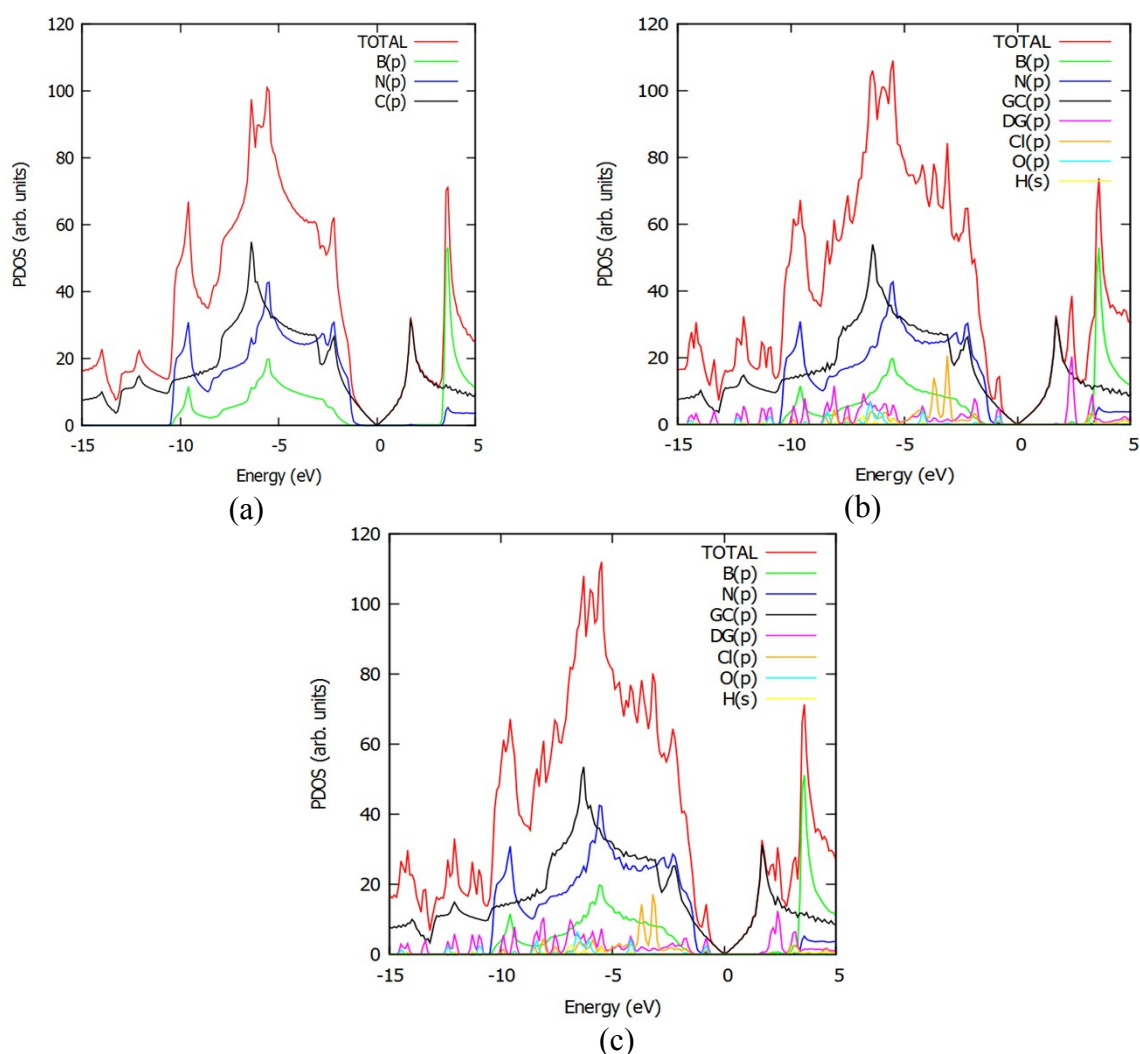 120
100
80
60
40
20
0
PDOS (arb. units)
TOTAL
B(p)
N(p)
C(p)
-15 -10 -5 0 5
Energy (eV)
(a)
120
100
80
60
40
20
0
PDOS (arb. units)
TOTAL
B(p)
N(p)
GC(p)
DG(p)
Cl(p)
O(p)
H(s)
-15 -10 -5 0 5
Energy (eV)
(b)
120
100
80
60
40
20
0
PDOS (arb. units)
TOTAL
B(p)
N(p)
GC(p)
DG(p)
Cl(p)
O(p)
H(s)
-15 -10 -5 0 5
Energy (eV)
(c)